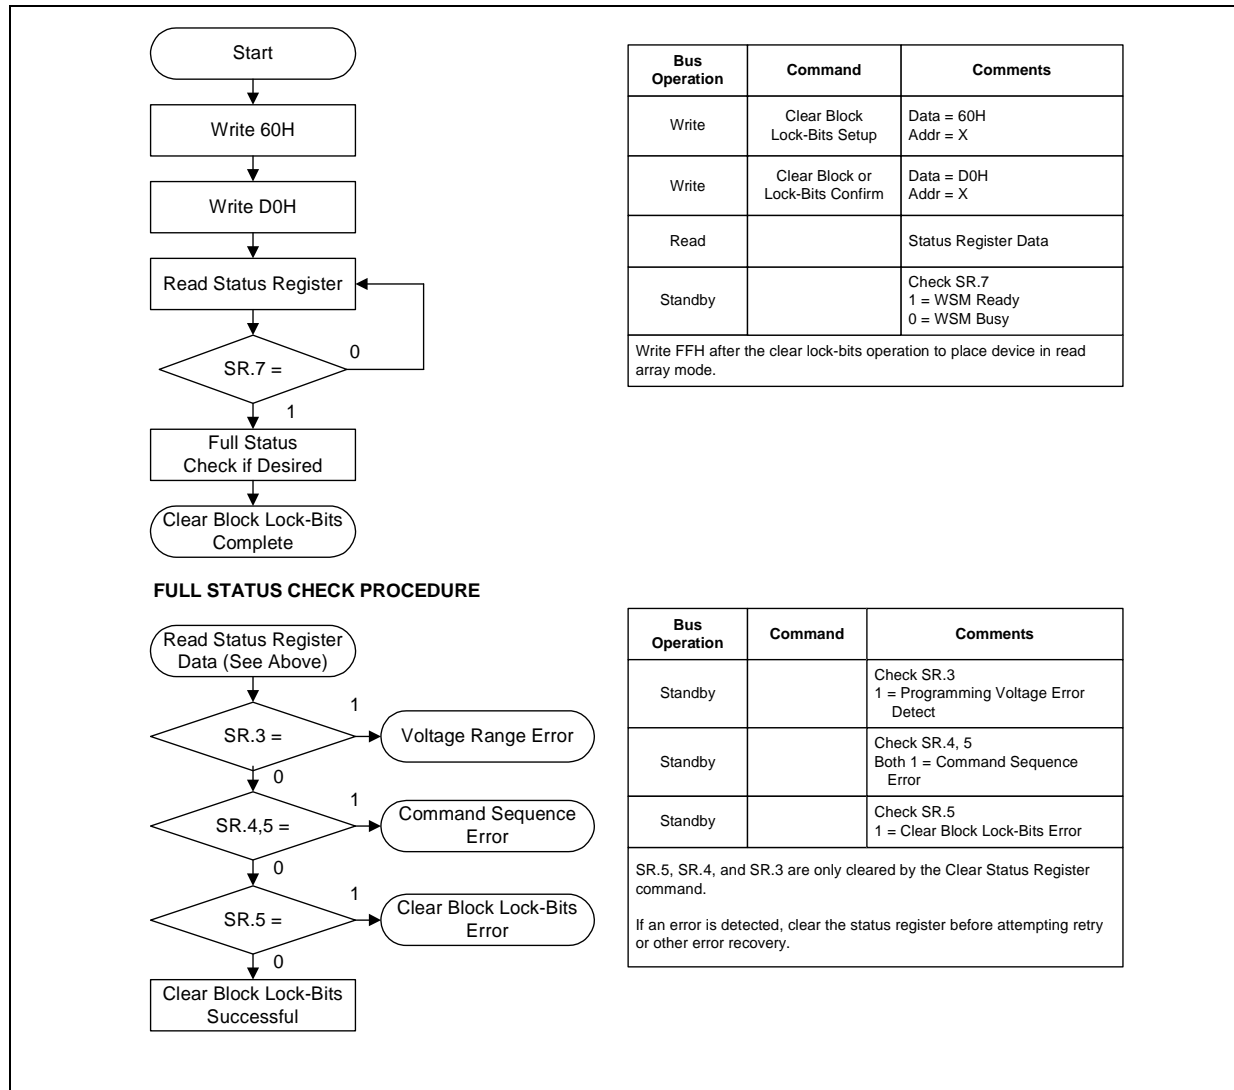 Start
Write 60H
Write D0H
Read Status Register
SR.7 =
0
1
Full Status
Check if Desired
Clear Block Lock-Bits
Complete
Bus
Operation
Command
Comments
Write
Clear Block
Lock-Bits Setup
Data = 60H
Addr = X
Write
Clear Block or
Lock-Bits Confirm
Data = D0H
Addr = X
Read
Status Register Data
Standby
Check SR.7
1 = WSM Ready
0 = WSM Busy
Write FFH after the clear lock-bits operation to place device in read
array mode.
FULL STATUS CHECK PROCEDURE
Read Status Register
Data (See Above)
SR.3 =
1
Voltage Range Error
0
SR.4,5 =
1
Command Sequence
Error
0
SR.5 =
1
Clear Block Lock-Bits
Error
0
Clear Block Lock-Bits
Successful
Bus
Operation
Command
Comments
Standby
Check SR.3
1 = Programming Voltage Error
Detect
Standby
Check SR.4, 5
Both 1 = Command Sequence
Error
Standby
Check SR.5
1 = Clear Block Lock-Bits Error
SR.5, SR.4, and SR.3 are only cleared by the Clear Status Register
command.
If an error is detected, clear the status register before attempting retry
or other error recovery.